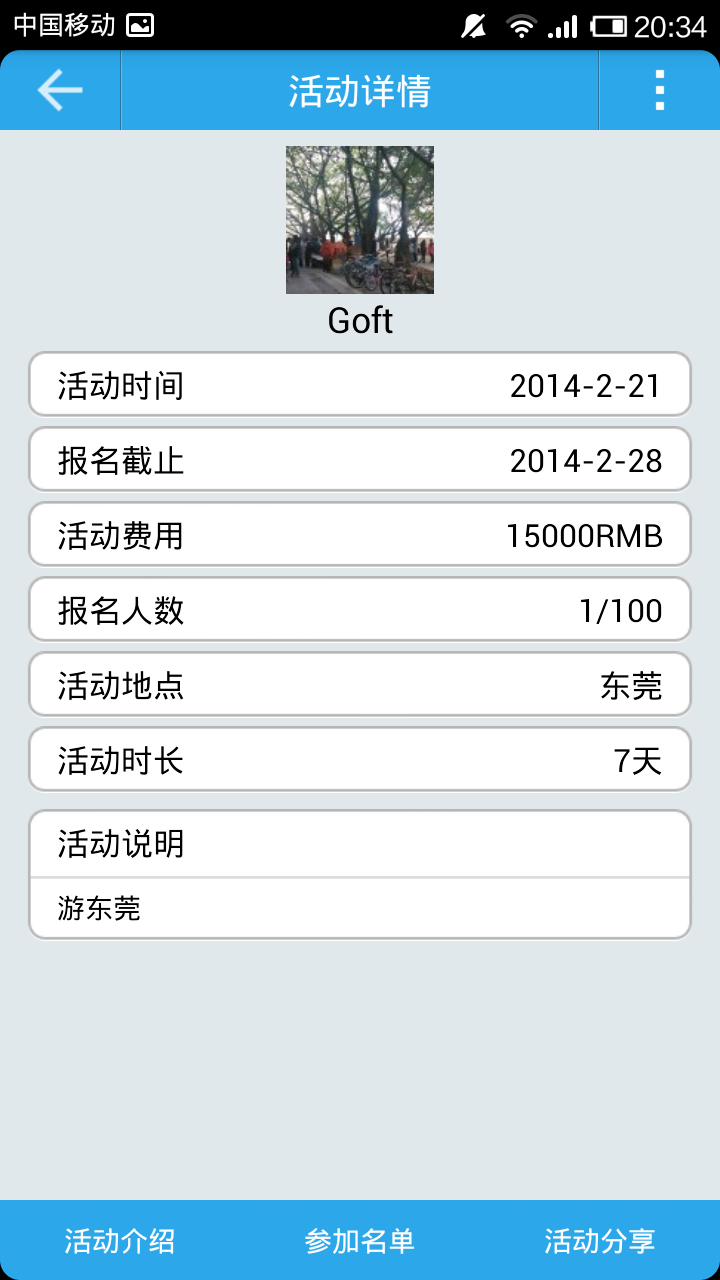 中国移动 20:34
活动详情
Goft
活动时间 2014-2-21
报名截止 2014-2-28
活动费用 15000RMB
报名人数 1/100
活动地点 东莞
活动时长 7天
活动说明
游东莞
活动介绍 参加名单 活动分享